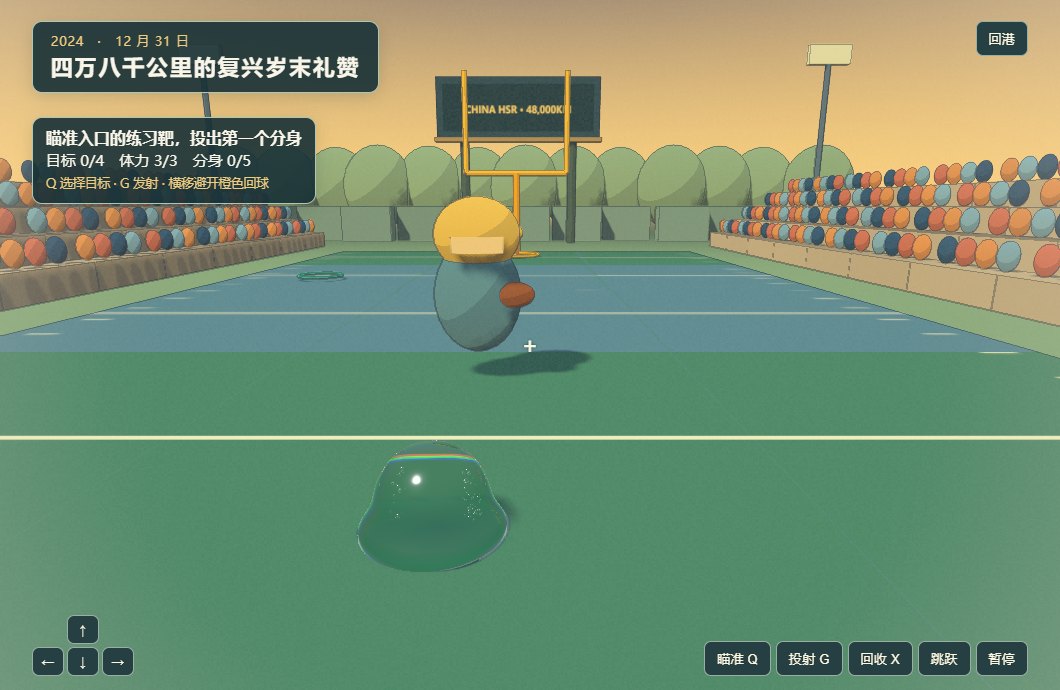 2024 · 12 月 31 日
四万八千公里的复兴岁末礼赞
回港
CHINA HSR • 48,000K
瞄准入口的练习靶，投出第一个分身
目标 0/4 体力 3/3 分身 0/5
Q 选择目标 · G 发射 · 横移避开橙色回球
↑
← ↓ →
瞄准 Q 投射 G 回收 X 跳跃 暂停